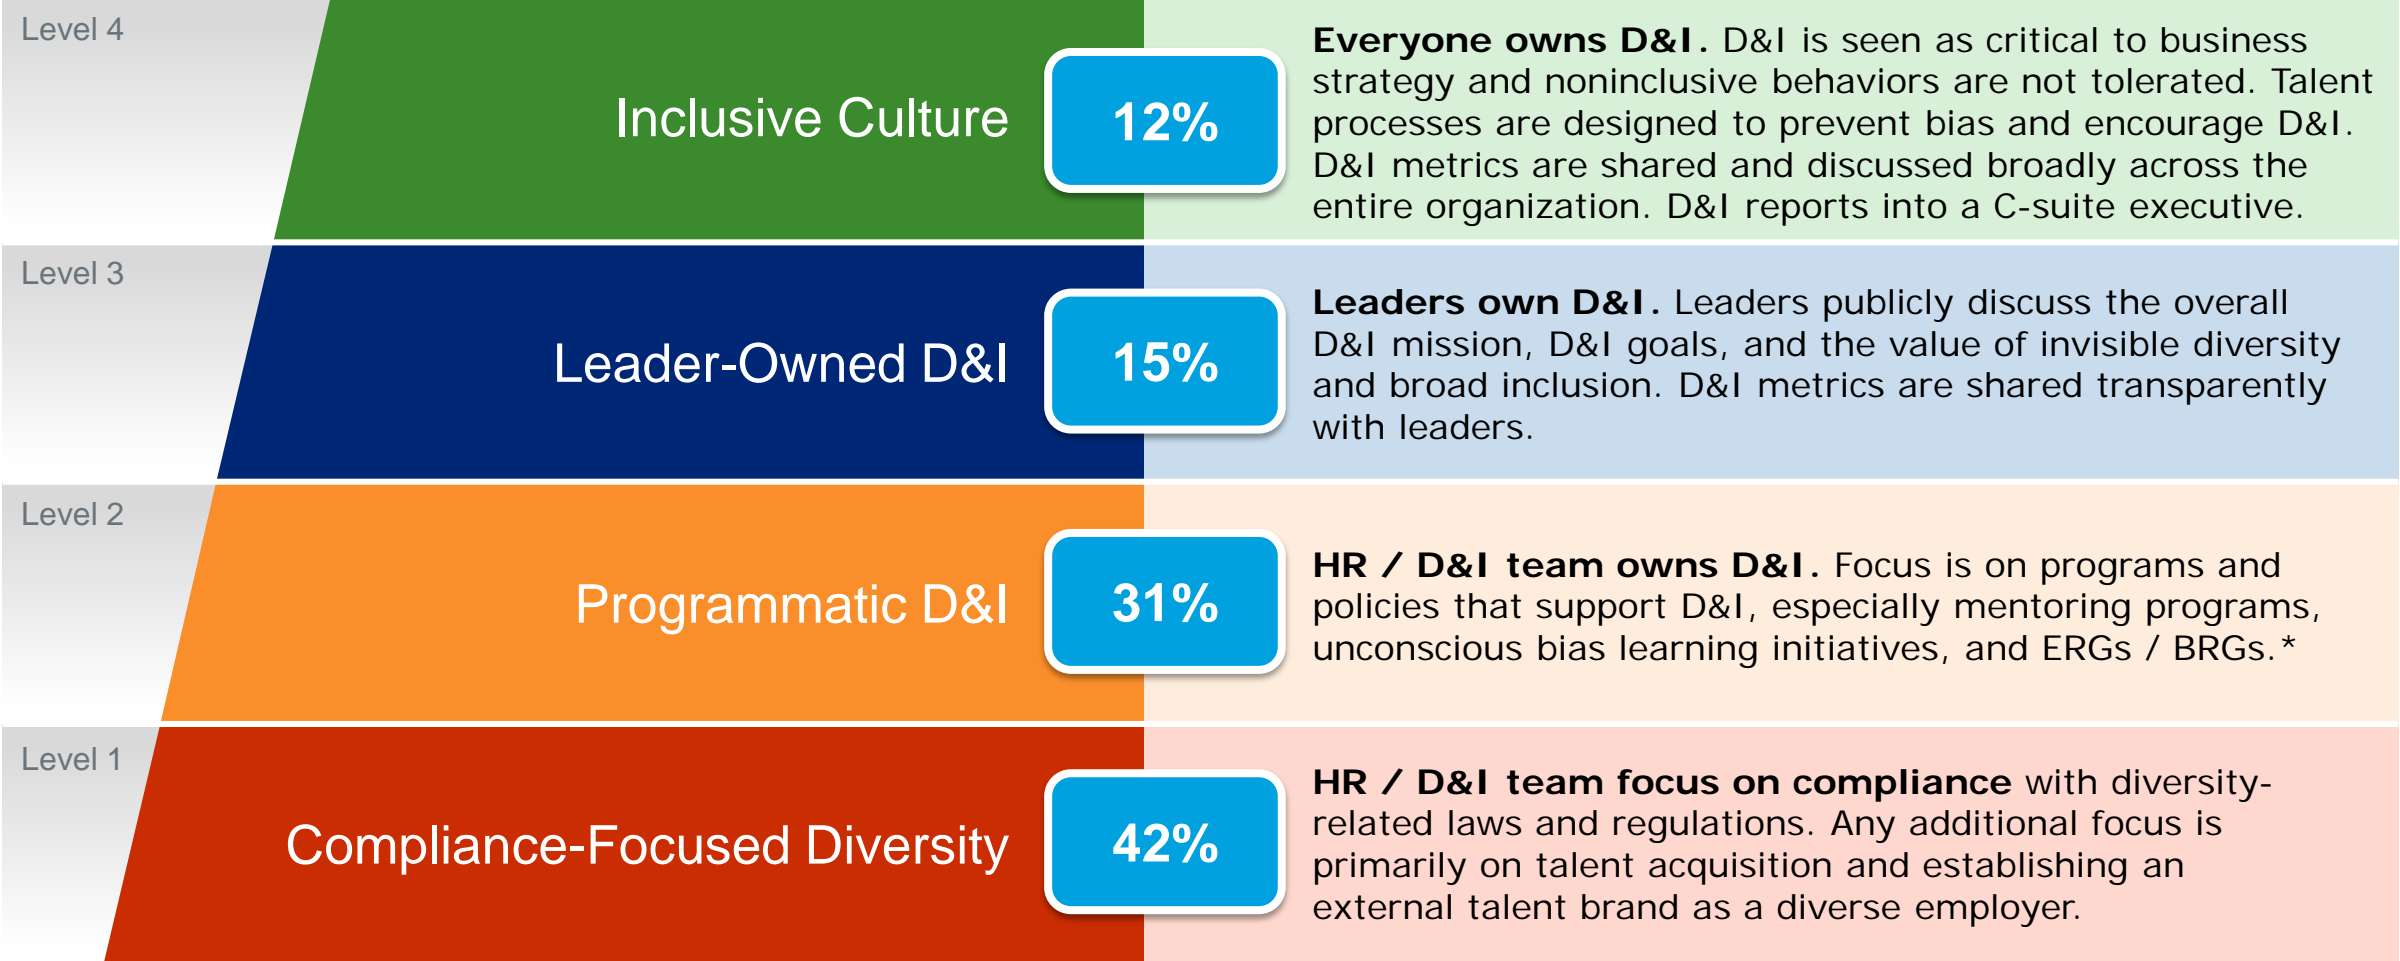 Level 4
Inclusive Culture
12%
Everyone owns D&I. D&I is seen as critical to business
strategy and noninclusive behaviors are not tolerated. Talent
processes are designed to prevent bias and encourage D&I.
D&I metrics are shared and discussed broadly across the
entire organization. D&I reports into a C-suite executive.
Level 3
Leader-Owned D&I
15%
Leaders own D&I. Leaders publicly discuss the overall
D&I mission, D&I goals, and the value of invisible diversity
and broad inclusion. D&I metrics are shared transparently
with leaders.
Level 2
Programmatic D&I
31%
HR / D&I team owns D&I. Focus is on programs and
policies that support D&I, especially mentoring programs,
unconscious bias learning initiatives, and ERGs / BRGs.*
Level 1
Compliance-Focused Diversity
42%
HR / D&I team focus on compliance with diversity-
related laws and regulations. Any additional focus is
primarily on talent acquisition and establishing an
external talent brand as a diverse employer.